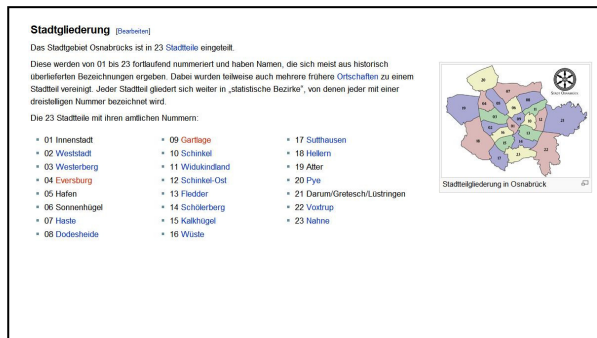 Stadtgliederung [Bearbeiten]
Das Stadtgebiet Osnabrücks ist in 23 Stadtteile eingeteilt.
Diese werden von 01 bis 23 fortlaufend nummeriert und haben Namen, die sich meist aus historisch
überlieferten Bezeichnungen ergeben. Dabei wurden teilweise auch mehrere frühere Ortschaften zu einem
Stadtteil vereinigt. Jeder Stadtteil gliedert sich weiter in „statistische Bezirke“, von denen jeder mit einer
dreistelligen Nummer bezeichnet wird.
Die 23 Stadtteile mit ihren amtlichen Nummern:
01 Innenstadt
02 Weststadt
03 Westerberg
04 Eversburg
05 Hafen
06 Sonnenhügel
07 Haste
08 Dodesheide
09 Gartlage
10 Schinkel
11 Widukindland
12 Schinkel-Ost
13 Fledder
14 Schölerberg
15 Kalkhügel
16 Wüste
17 Sutthausen
18 Hellern
19 Atter
20 Pye
21 Darum/Gretesch/Lüstringen
22 Voxtrup
23 Nahne
Stadt Osnabrück
Stadtteilgliederung in Osnabrück